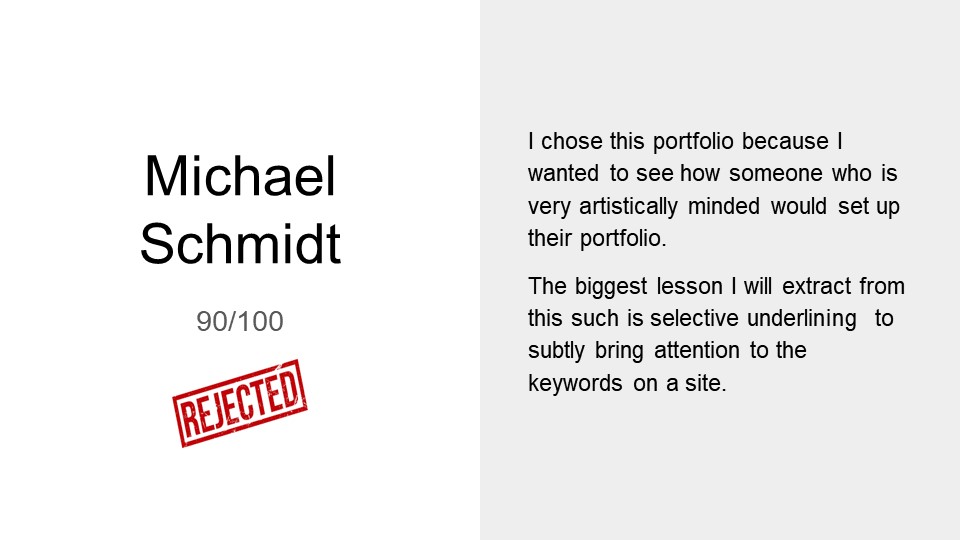 Michael
Schmidt
90/100
REJECTED
I chose this portfolio because I
wanted to see how someone who is
very artistically minded would set up
their portfolio.
The biggest lesson I will extract from
this such is selective underlining to
subtly bring attention to the
keywords on a site.